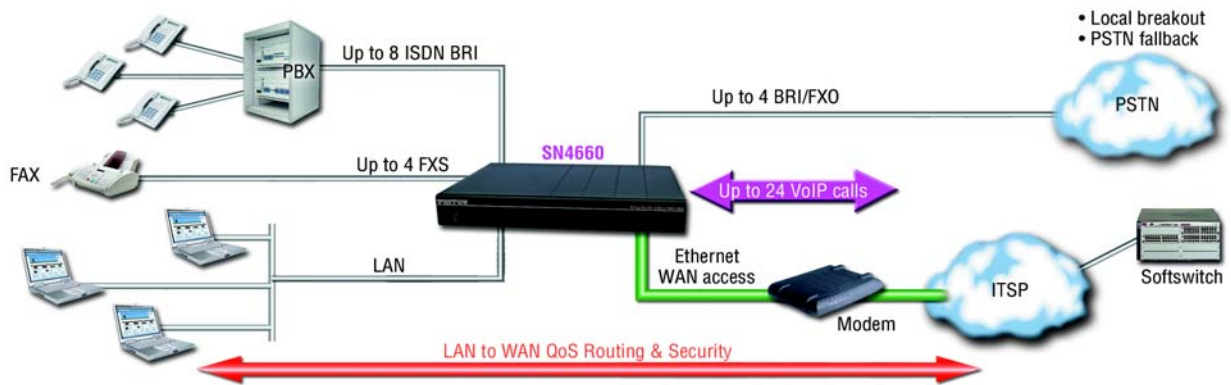 • Local breakout
• PSTN fallback
PBX
Up to 8 ISDN BRI
Up to 4 BRI/FXO
PSTN
SN4660
FAX
Up to 4 FXS
Up to 24 VoIP calls
LAN
Ethernet
WAN access
Modem
ITSP
Softswitch
LAN to WAN QoS Routing & Security